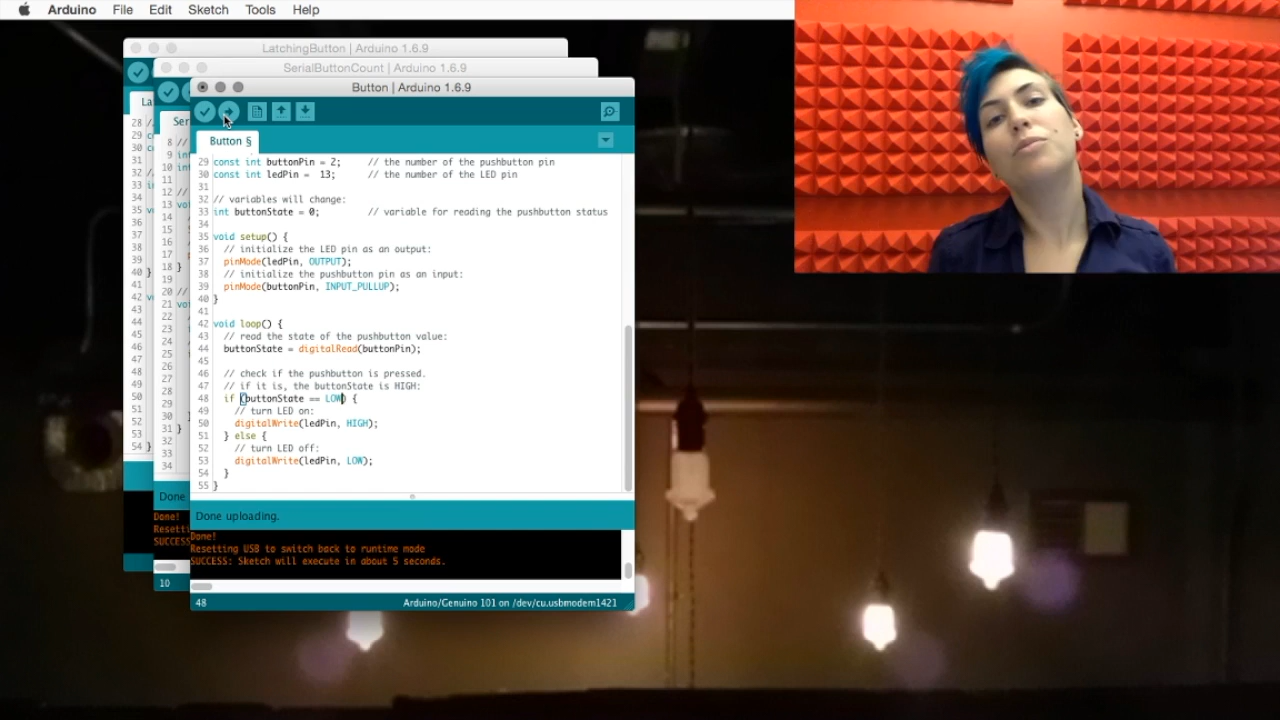 Arduino File Edit Sketch Tools Help
LatchingButton | Arduino 1.6.9
SerialButtonCount | Arduino 1.6.9
Button | Arduino 1.6.9
Button §
29 const int buttonPin = 2; // the number of the pushbutton pin
30 const int ledPin = 13; // the number of the LED pin
31
32 // variables will change:
33 int buttonState = 0; // variable for reading the pushbutton status
34
35 void setup() {
36 // initialize the LED pin as an output:
37 pinMode(ledPin, OUTPUT);
38 // initialize the pushbutton pin as an input:
39 pinMode(buttonPin, INPUT_PULLUP);
40 }
41
42 void loop() {
43 // read the state of the pushbutton value:
44 buttonState = digitalRead(buttonPin);
45
46 // check if the pushbutton is pressed.
47 // if it is, the buttonState is HIGH:
48 if (buttonState == LOW) {
49 // turn LED on:
50 digitalWrite(ledPin, HIGH);
51 } else {
52 // turn LED off:
53 digitalWrite(ledPin, LOW);
54 }
55 }
Done uploading.
Done!
Resetting USB to switch back to runtime mode
SUCCESS: Sketch will execute in about 5 seconds.
48 Arduino/Genuino 101 on /dev/cu.usbmodem1421